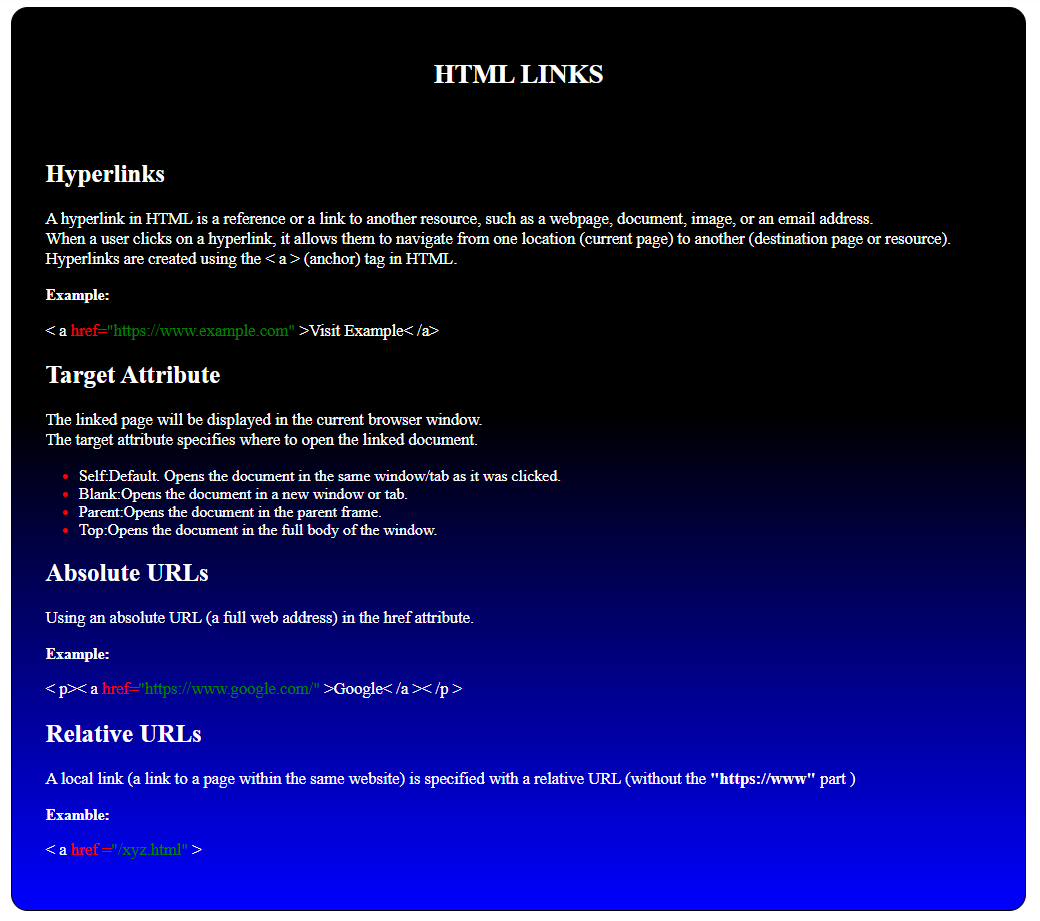 HTML LINKS
Hyperlinks
A hyperlink in HTML is a reference or a link to another resource, such as a webpage, document, image, or an email address.
When a user clicks on a hyperlink, it allows them to navigate from one location (current page) to another (destination page or resource).
Hyperlinks are created using the < a > (anchor) tag in HTML.
Example:
< a href="https://www.example.com" >Visit Example< /a>
Target Attribute
The linked page will be displayed in the current browser window.
The target attribute specifies where to open the linked document.
• Self:Default. Opens the document in the same window/tab as it was clicked.
• Blank:Opens the document in a new window or tab.
• Parent:Opens the document in the parent frame.
• Top:Opens the document in the full body of the window.
Absolute URLs
Using an absolute URL (a full web address) in the href attribute.
Example:
< p>< a href="https://www.google.com/" >Google< /a >< /p >
Relative URLs
A local link (a link to a page within the same website) is specified with a relative URL (without the "https://www" part )
Examble:
< a href ="/xyz.html" >